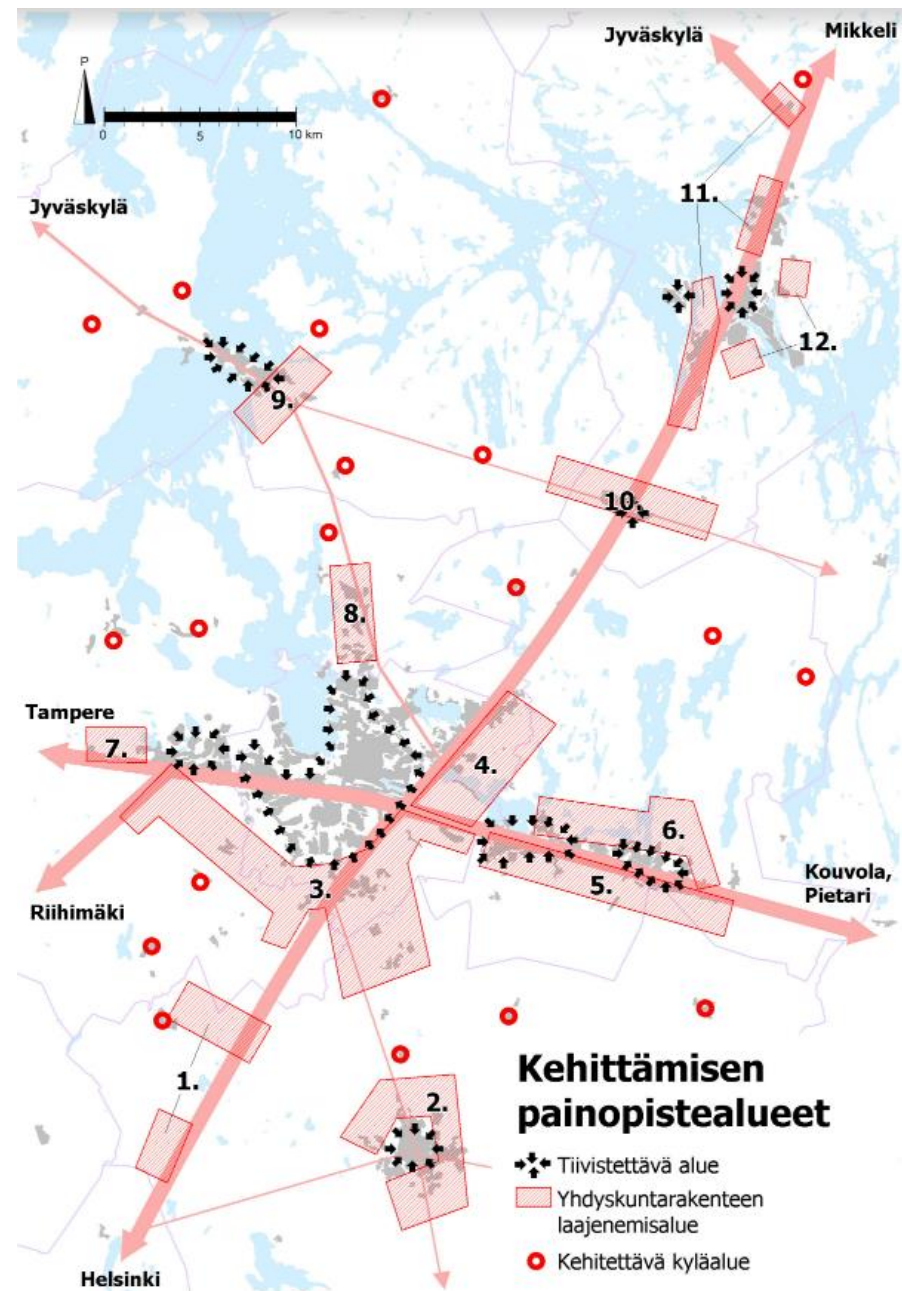 Jyväskylä
Mikkeli
P
0
5
10 km
11.
Jyväskylä
12.
9.
10.
8.
Tampere
7.
4.
6.
Kouvola,
Pietari
5.
3.
Riihimäki
1.
2.
Kehittämisen
painopistealueet
Tiivistettävä alue
Yhdyskuntarakenteen
laajenemisalue
Kehitettävä kyläalue
Helsinki